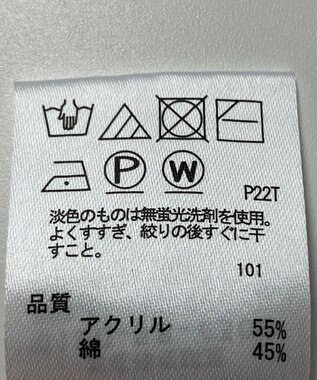 P W
P22T
淡色のものは無蛍光洗剤を使用。
よくすすぎ、絞りの後すぐに干
すこと。
101
品質
アクリル 55%
綿 45%